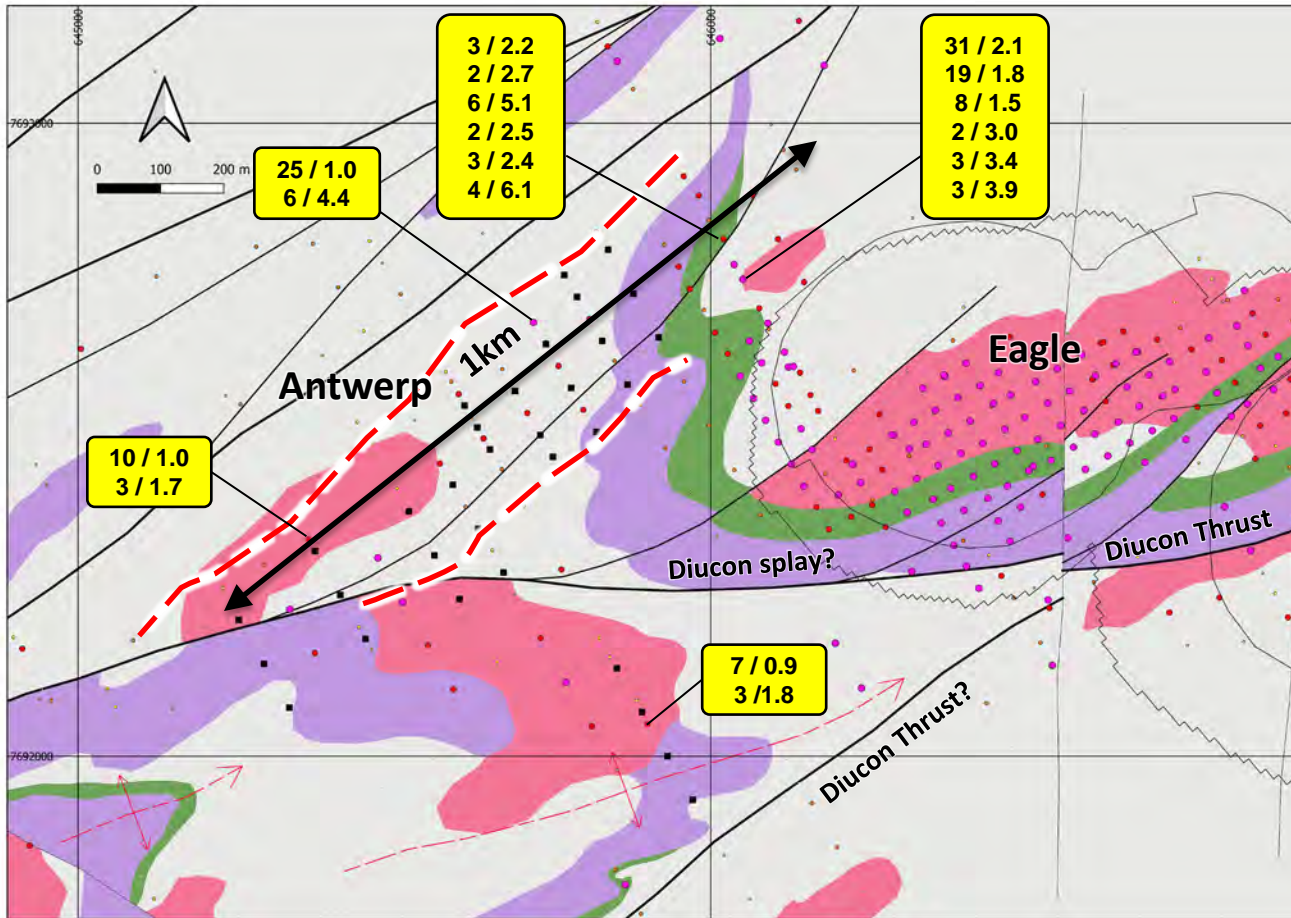 645000
646000
7693000
0 100 200 m
25 / 1.0
6 / 4.4
3 / 2.2
2 / 2.7
6 / 5.1
2 / 2.5
3 / 2.4
4 / 6.1
31 / 2.1
19 / 1.8
8 / 1.5
2 / 3.0
3 / 3.4
3 / 3.9
1km
Antwerp
Eagle
10 / 1.0
3 / 1.7
Diucon splay?
Diucon Thrust
7 / 0.9
3 /1.8
Diucon Thrust?
7692000